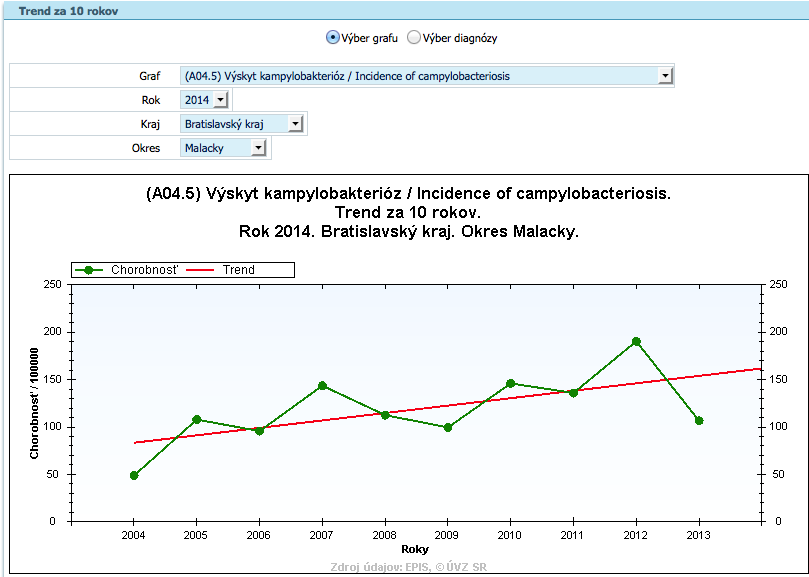 Trend za 10 rokov
Výber grafu Výber diagnózy
Graf (A04.5) Výskyt kampylobakterióz / Incidence of campylobacteriosis
Rok 2014
Kraj Bratislavský kraj
Okres Malacky
(A04.5) Výskyt kampylobakterióz / Incidence of campylobacteriosis.
Trend za 10 rokov.
Rok 2014. Bratislavský kraj. Okres Malacky.
Chorobnosť Trend
Chorobnosť / 100000
250 250
200 200
150 150
100 100
50 50
0 0
2004 2005 2006 2007 2008 2009 2010 2011 2012 2013
Roky
Zdroj údajov: EPIS, © ÚVZ SR